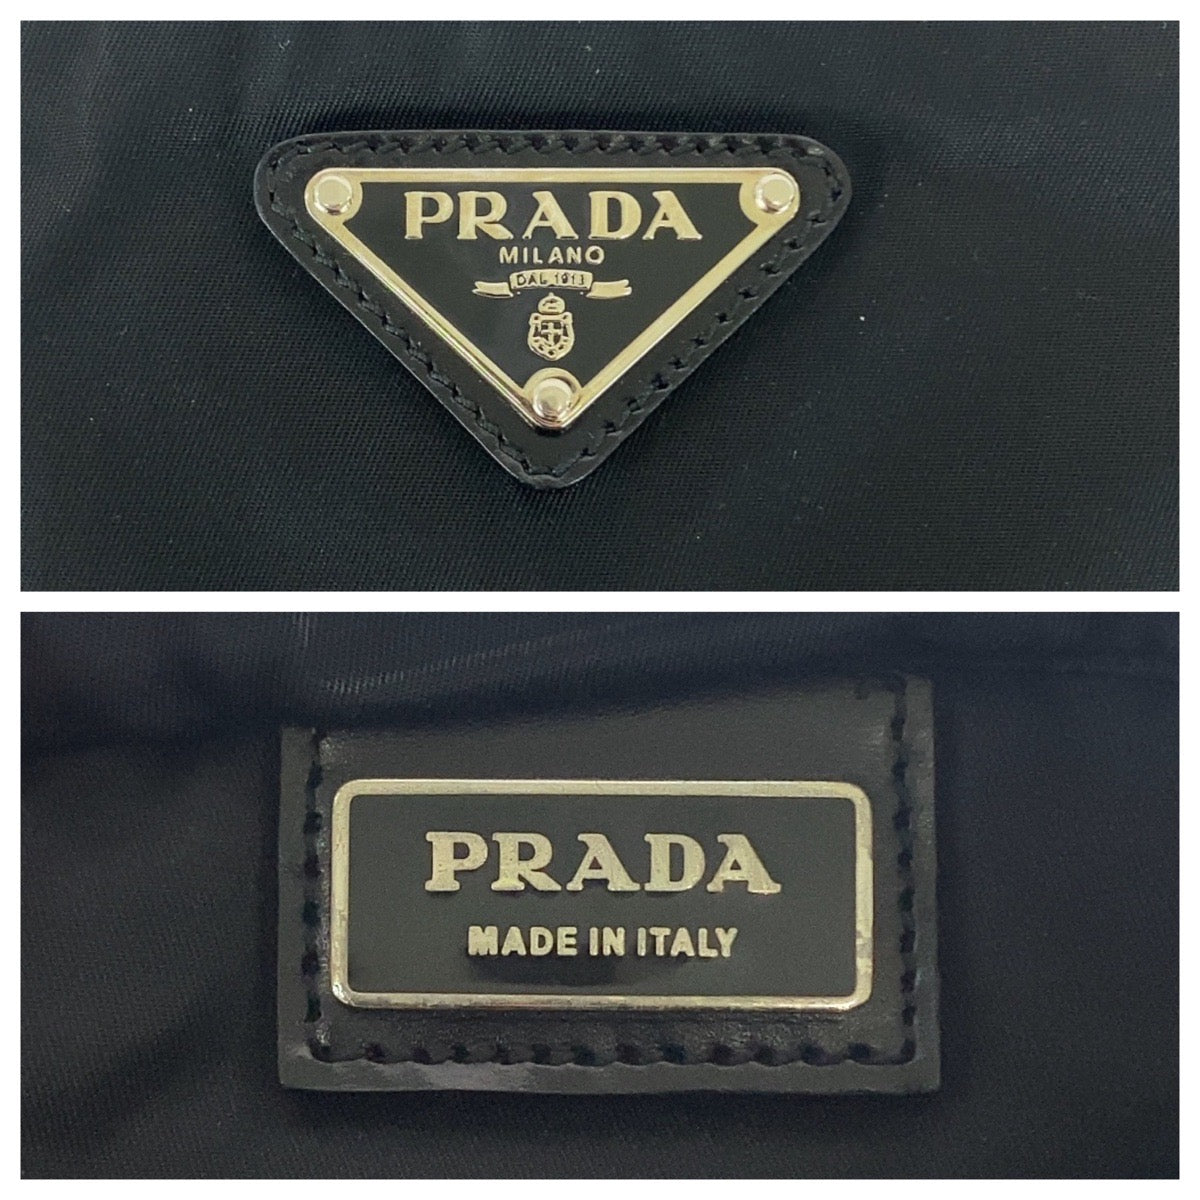 PRADA
MILANO
DAL 1913
PRADA
MADE IN ITALY